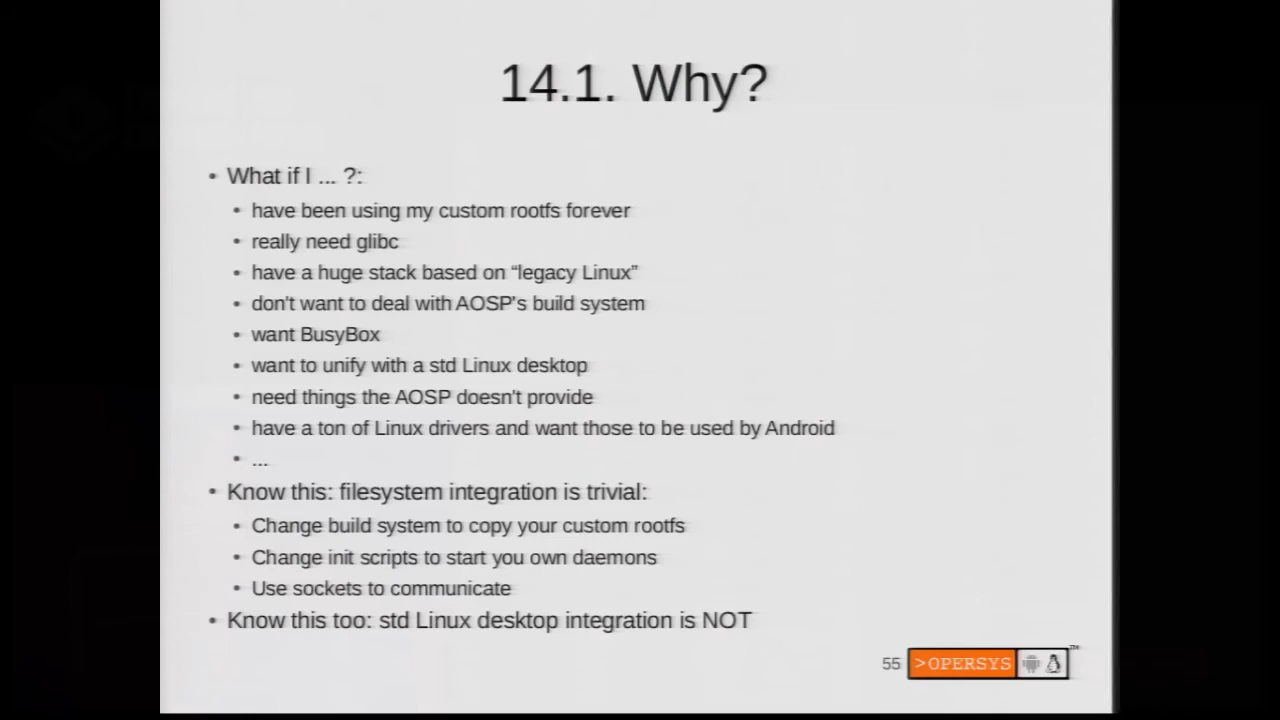 14.1. Why?
• What if I ... ?:
• have been using my custom rootfs forever
• really need glibc
• have a huge stack based on “legacy Linux”
• don't want to deal with AOSP's build system
• want BusyBox
• want to unify with a std Linux desktop
• need things the AOSP doesn't provide
• have a ton of Linux drivers and want those to be used by Android
• ...
• Know this: filesystem integration is trivial:
• Change build system to copy your custom rootfs
• Change init scripts to start you own daemons
• Use sockets to communicate
• Know this too: std Linux desktop integration is NOT
55 >OPERSYS ™